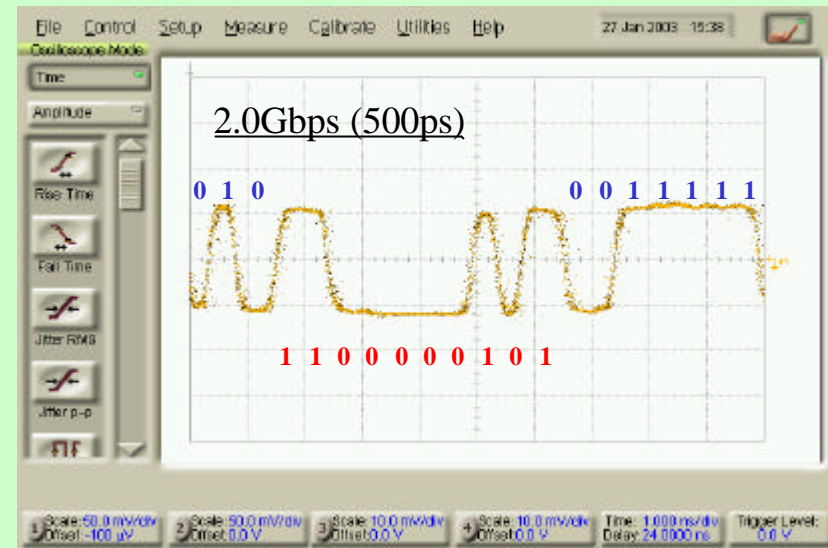 File Control Setup Measure Calibrate Utilities Help 27 Jan 2003 15:38
Oscilloscope Mode
Time
Amplitude
2.0Gbps (500ps)
Rise Time
0 1 0 0 0 1 1 1 1 1
Fall Time
Jitter RMS
1 1 0 0 0 0 0 1 0 1
Jitter p-p
1 Scale: 50.0 mV/div 2 Scale: 50.0 mV/div 3 Scale: 10.0 mV/div 4 Scale: 10.0 mV/div Time: 1.000 ns/div Trigger Level:
Offset: -100 µV Offset: 0.0 V Offset: 0.0 V Offset: 0.0 V Delay: 24.0000 ns 0.0 V